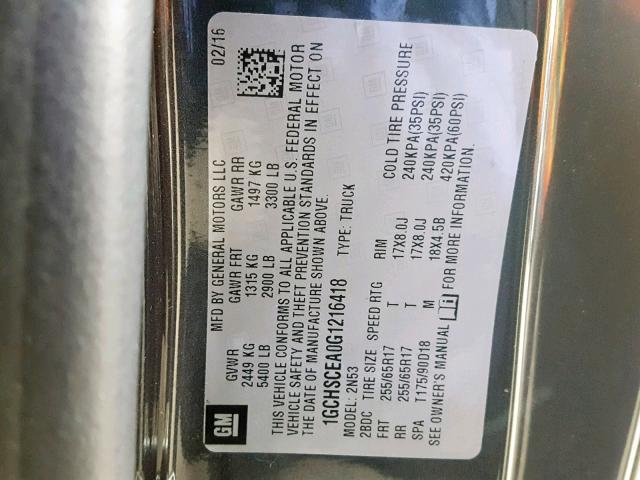 GM
MFD BY GENERAL MOTORS LLC 02/16
GVWR GAWR FRT GAWR RR
2449 KG 1315 KG 1497 KG
5400 LB 2900 LB 3300 LB
THIS VEHICLE CONFORMS TO ALL APPLICABLE U.S. FEDERAL MOTOR
VEHICLE SAFETY AND THEFT PREVENTION STANDARDS IN EFFECT ON
THE DATE OF MANUFACTURE SHOWN ABOVE.
1GCHSCEA0G1216418 TYPE: TRUCK
MODEL: 2N53
2BDC TIRE SIZE SPEED RTG RIM COLD TIRE PRESSURE
FRT 255/65R17 T 17X8.0J 240KPA(35PSI)
RR 255/65R17 T 17X8.0J 240KPA(35PSI)
SPA T175/90D18 M 18X4.5B 420KPA(60PSI)
SEE OWNER'S MANUAL FOR MORE INFORMATION.